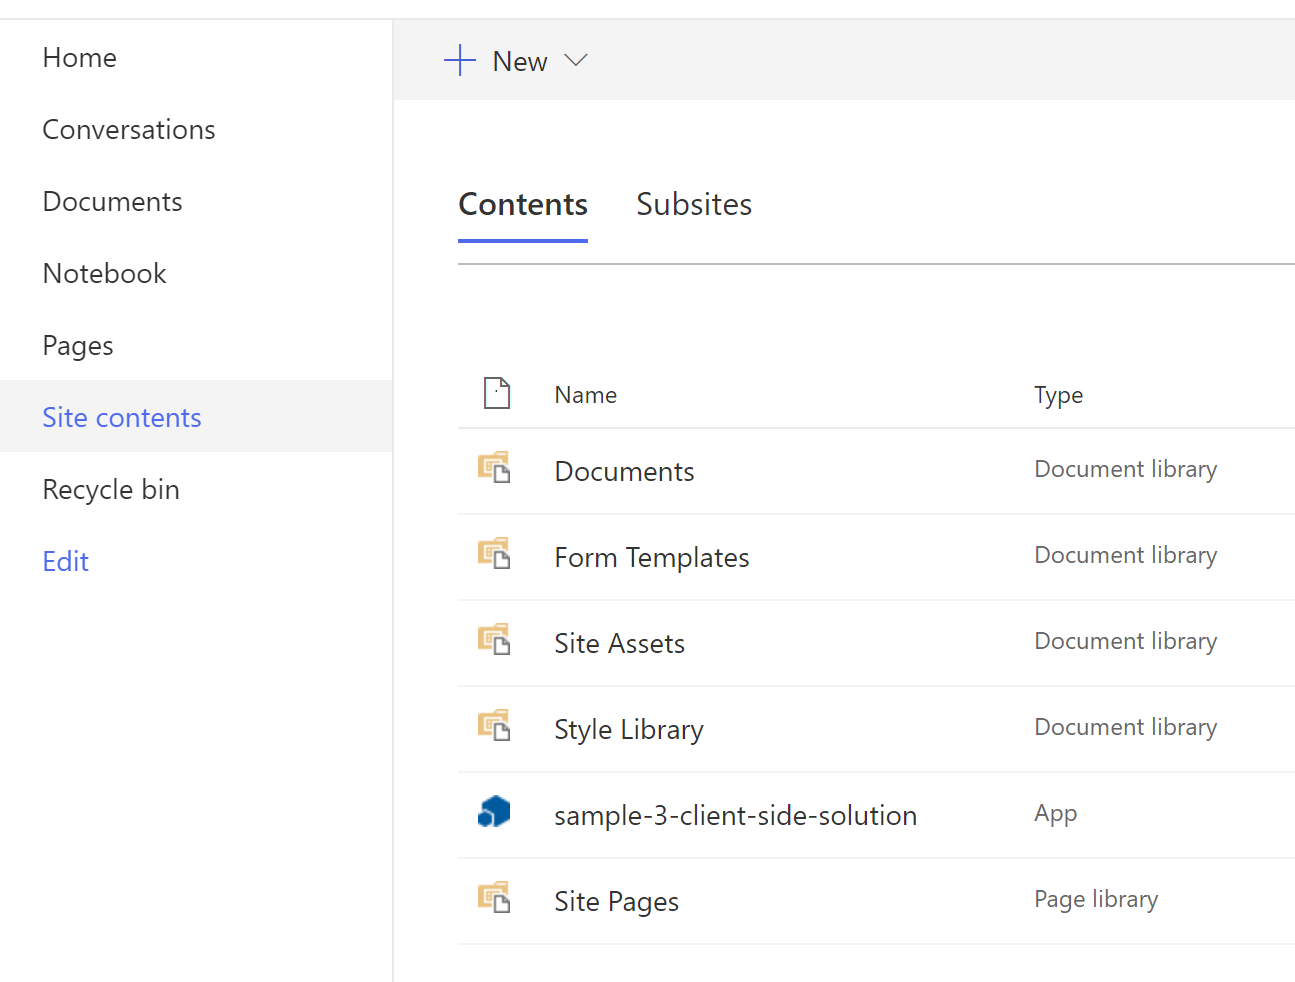 Home
Conversations
Documents
Notebook
Pages
Site contents
Recycle bin
Edit
New
Contents Subsites
Name Type
Documents Document library
Form Templates Document library
Site Assets Document library
Style Library Document library
sample-3-client-side-solution App
Site Pages Page library